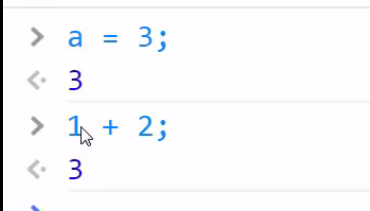 > a = 3;
<· 3
> 1 + 2;
<· 3
>